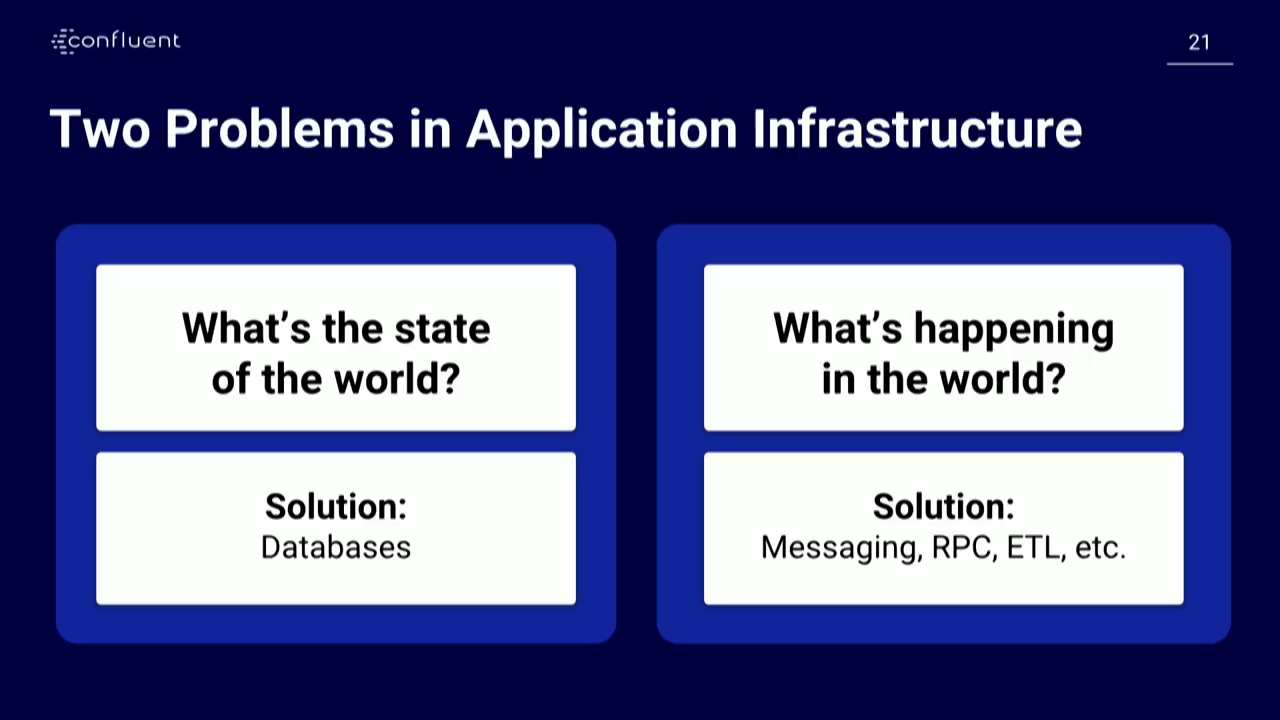 confluent
21
Two Problems in Application Infrastructure
What’s the state
of the world?
Solution:
Databases
What’s happening
in the world?
Solution:
Messaging, RPC, ETL, etc.